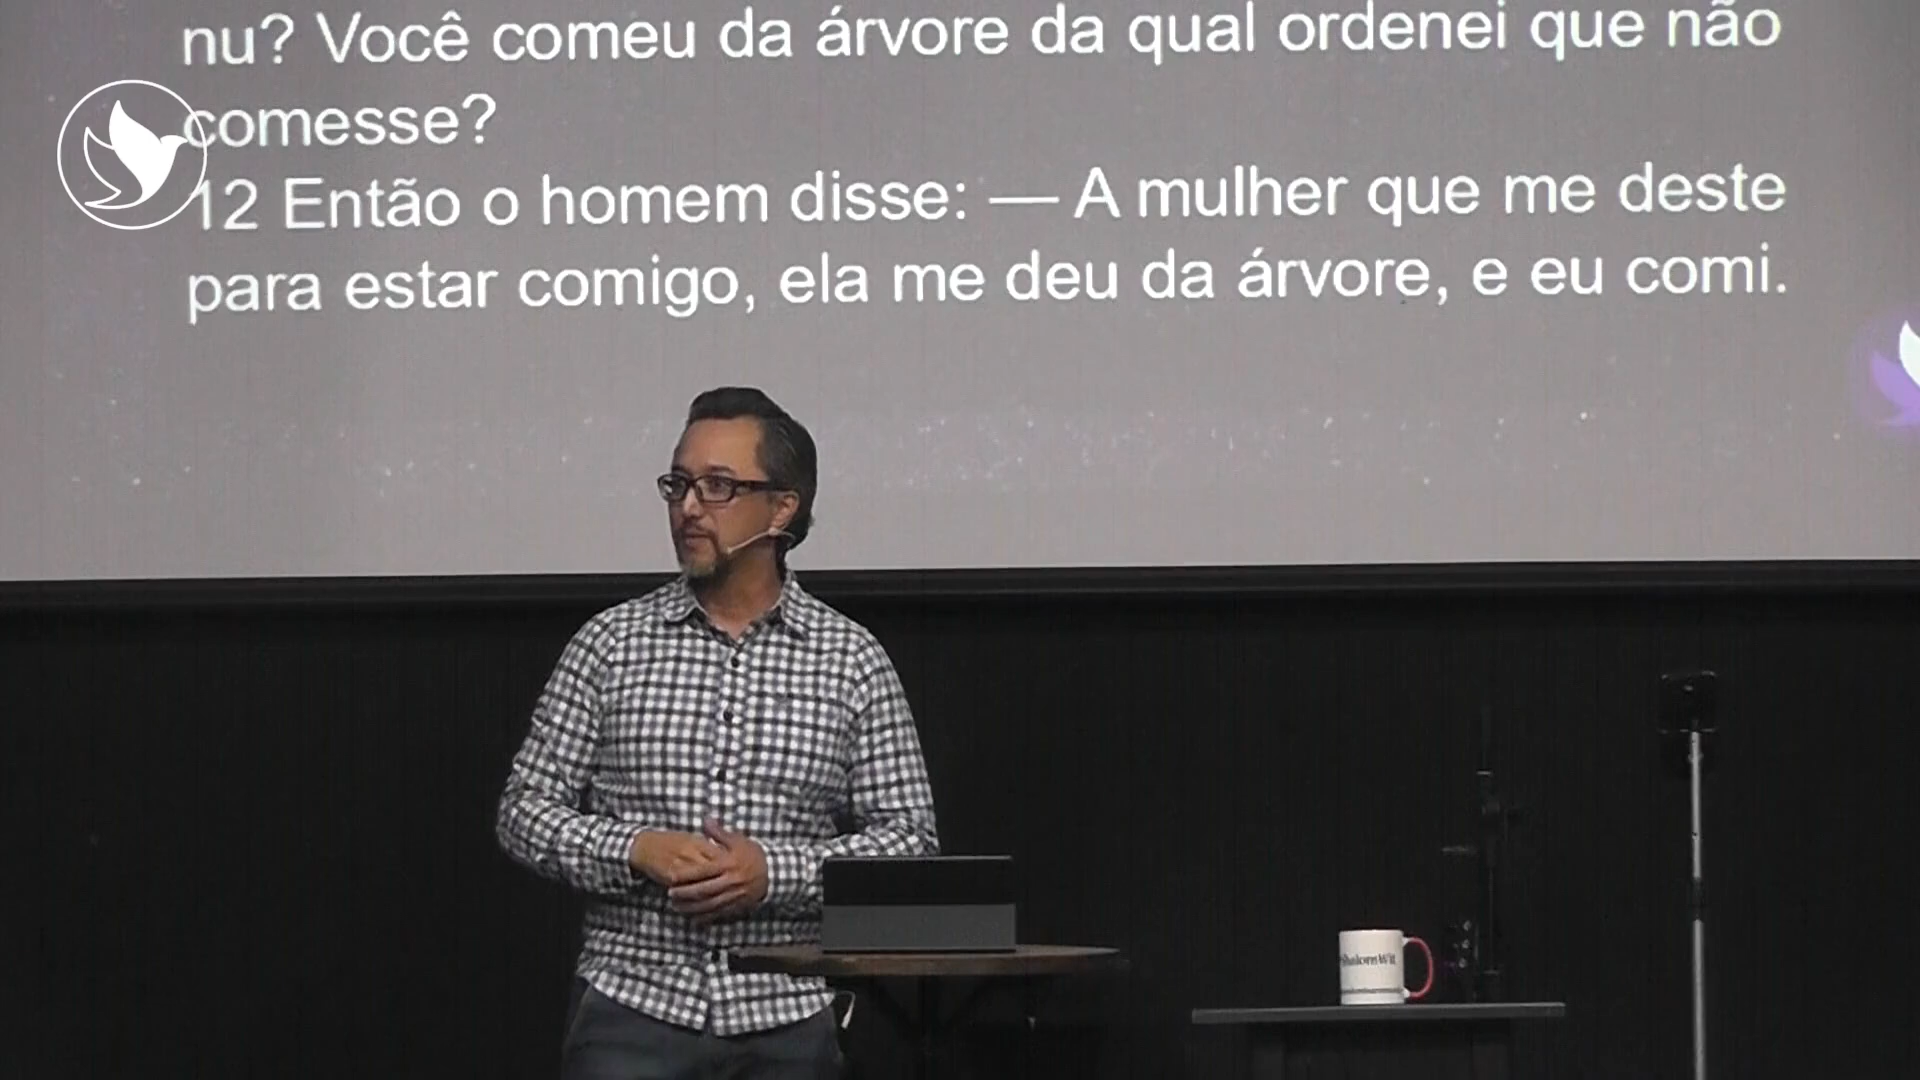 nu? Você comeu da árvore da qual ordenei que não
comesse?
12 Então o homem disse: — A mulher que me deste
para estar comigo, ela me deu da árvore, e eu comi.